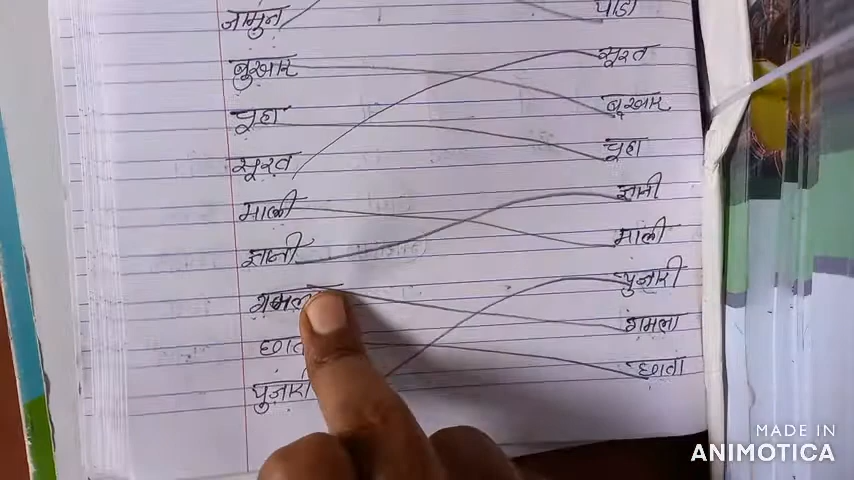 जामुन पांडा
बुखार सूरत
चूहा बुखार
सूरत चूहा
माली ज्ञानी
ज्ञानी माली
गमला पुजारी
छाता गमला
पुजारी छाता
MADE IN
ANIMOTICA